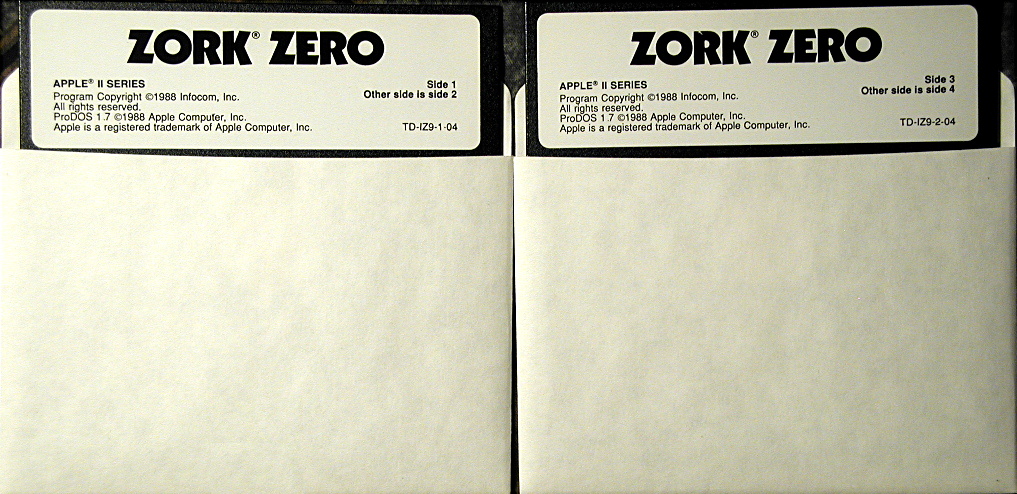 ZORK® ZERO
APPLE® II SERIES
Side 1
Program Copyright ©1988 Infocom, Inc.
Other side is side 2
All rights reserved.
ProDOS 1.7 ©1988 Apple Computer, Inc.
Apple is a registered trademark of Apple Computer, Inc.
TD-IZ9-1-04
ZORK® ZERO
APPLE® II SERIES
Side 3
Program Copyright ©1988 Infocom, Inc.
Other side is side 4
All rights reserved.
ProDOS 1.7 ©1988 Apple Computer, Inc.
Apple is a registered trademark of Apple Computer, Inc.
TD-IZ9-2-04